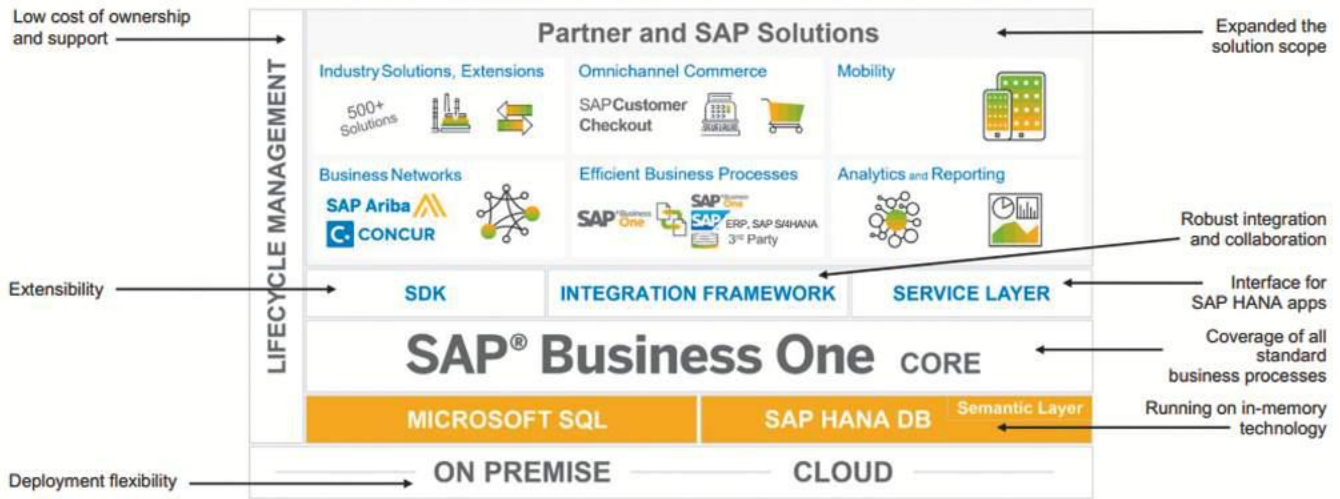 Low cost of ownership
and support
Partner and SAP Solutions
Expanded the
solution scope
LIFECYCLE MANAGEMENT
Industry Solutions, Extensions
500+
Solutions
Omnichannel Commerce
SAP Customer
Checkout
Mobility
Business Networks
SAP Ariba
C. CONCUR
Efficient Business Processes
SAP Business
One
SAP Business
One
SAP
ERP, SAP S/4HANA
3rd Party
Analytics and Reporting
Robust integration
and collaboration
Extensibility
SDK
INTEGRATION FRAMEWORK
SERVICE LAYER
Interface for
SAP HANA apps
SAP® Business One CORE
Coverage of all
standard
business processes
MICROSOFT SQL
SAP HANA DB
Semantic Layer
Running on in-memory
technology
Deployment flexibility
ON PREMISE
CLOUD